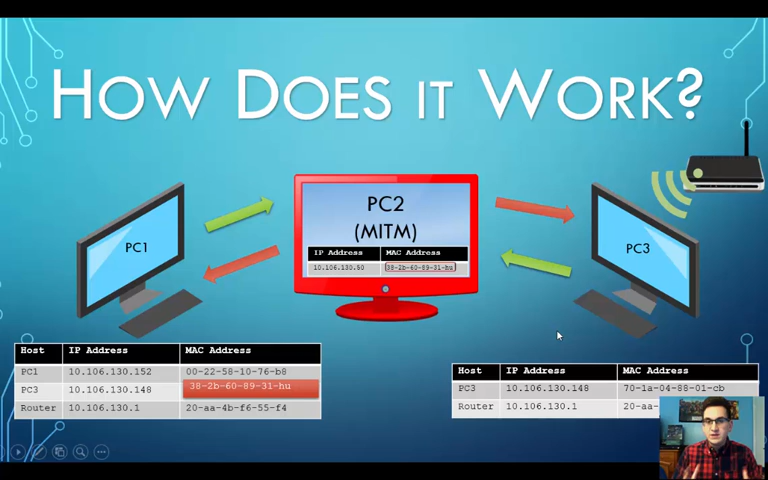 HOW DOES IT WORK?
PC1
PC2
(MITM)
IP Address MAC Address
10.106.130.50 38-2b-60-89-31-hu
PC3
Host IP Address MAC Address
PC1 10.106.130.152 00-22-58-10-76-b8
PC3 10.106.130.148 38-2b-60-89-31-hu
Router 10.106.130.1 20-aa-4b-f6-55-f4
Host IP Address MAC Address
PC3 10.106.130.148 70-1a-04-88-01-cb
Router 10.106.130.1 20-aa-